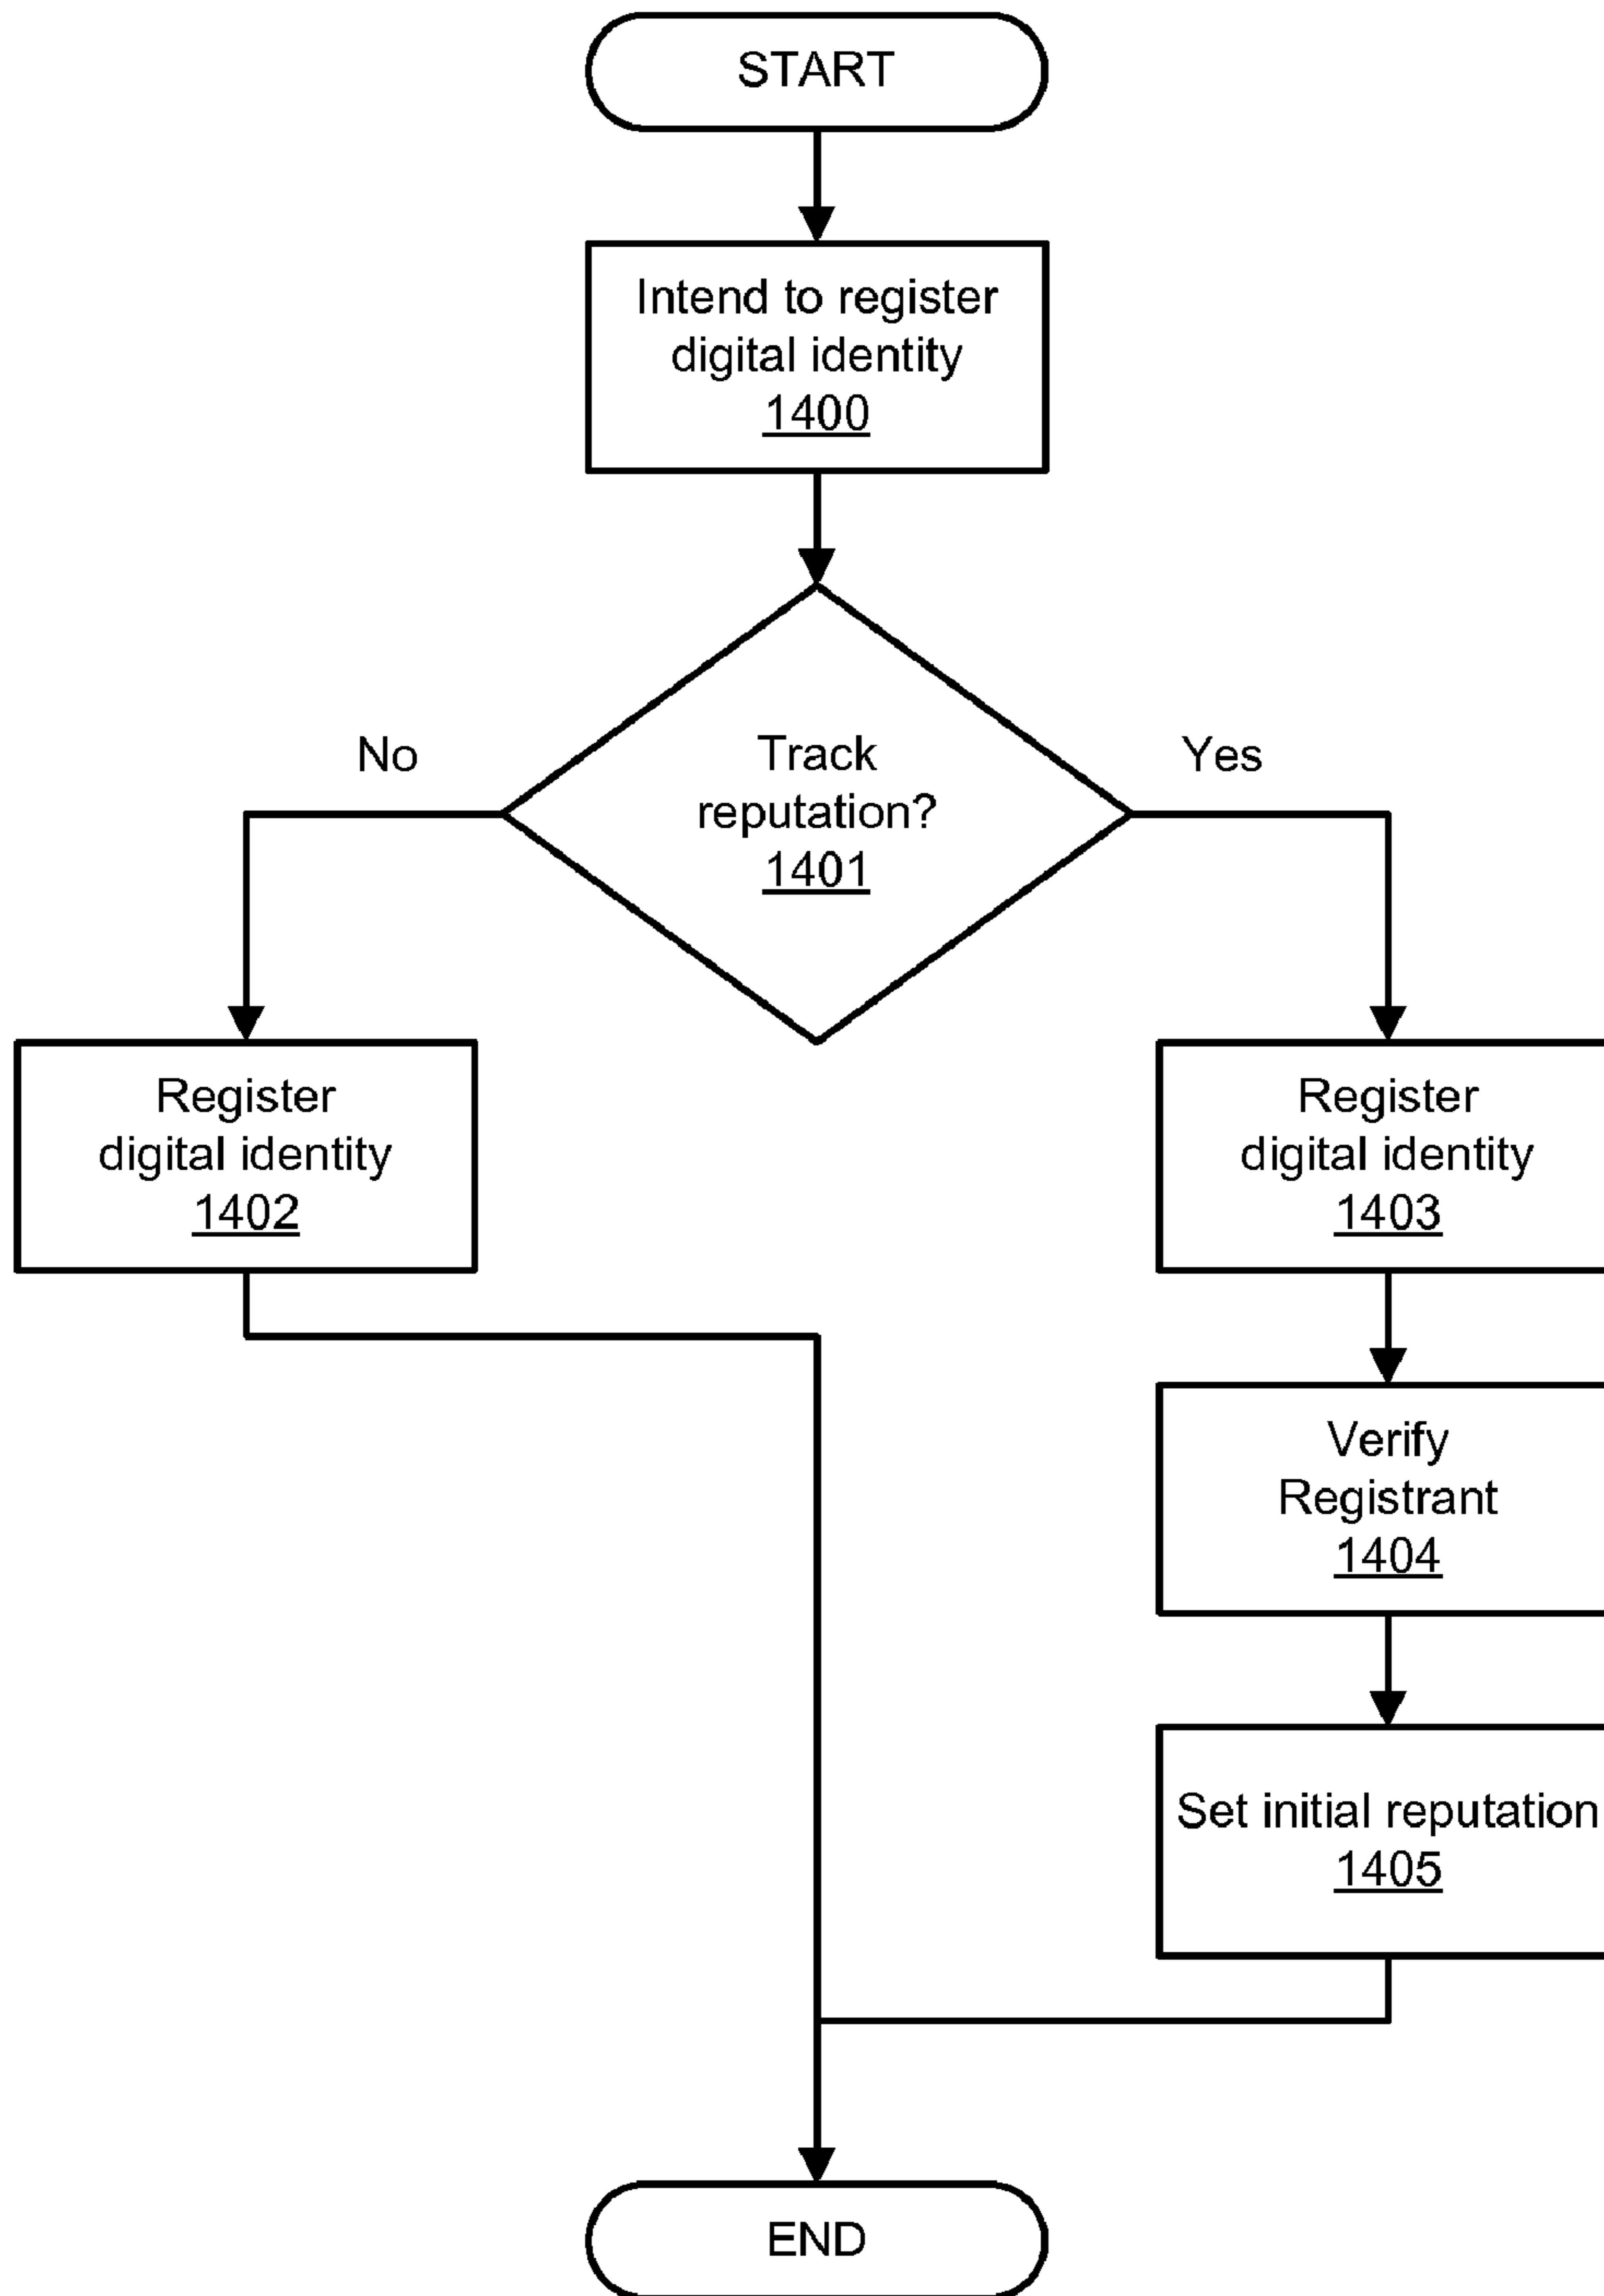 START
Intend to register
digital identity
1400
No
Track
reputation?
1401
Yes
Register
digital identity
1402
Register
digital identity
1403
Verify
Registrant
1404
Set initial reputation
1405
END